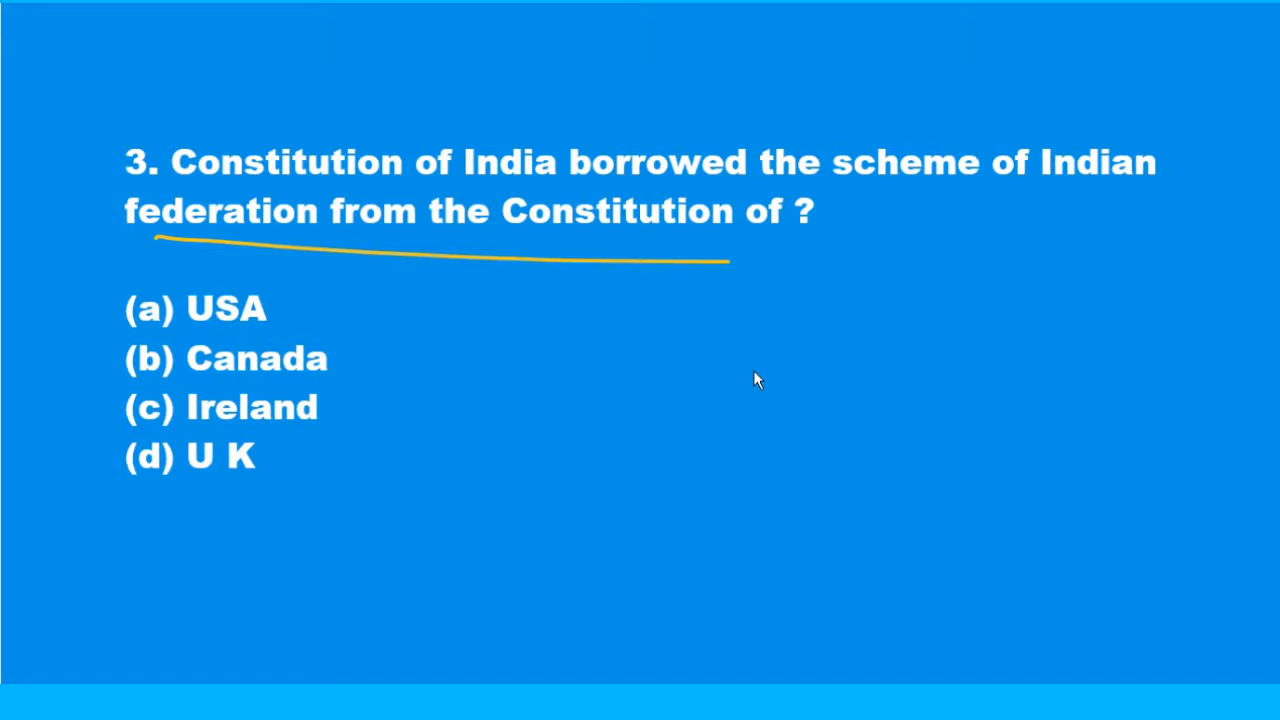 3. Constitution of India borrowed the scheme of Indian
federation from the Constitution of ?
(a) USA
(b) Canada
(c) Ireland
(d) U K